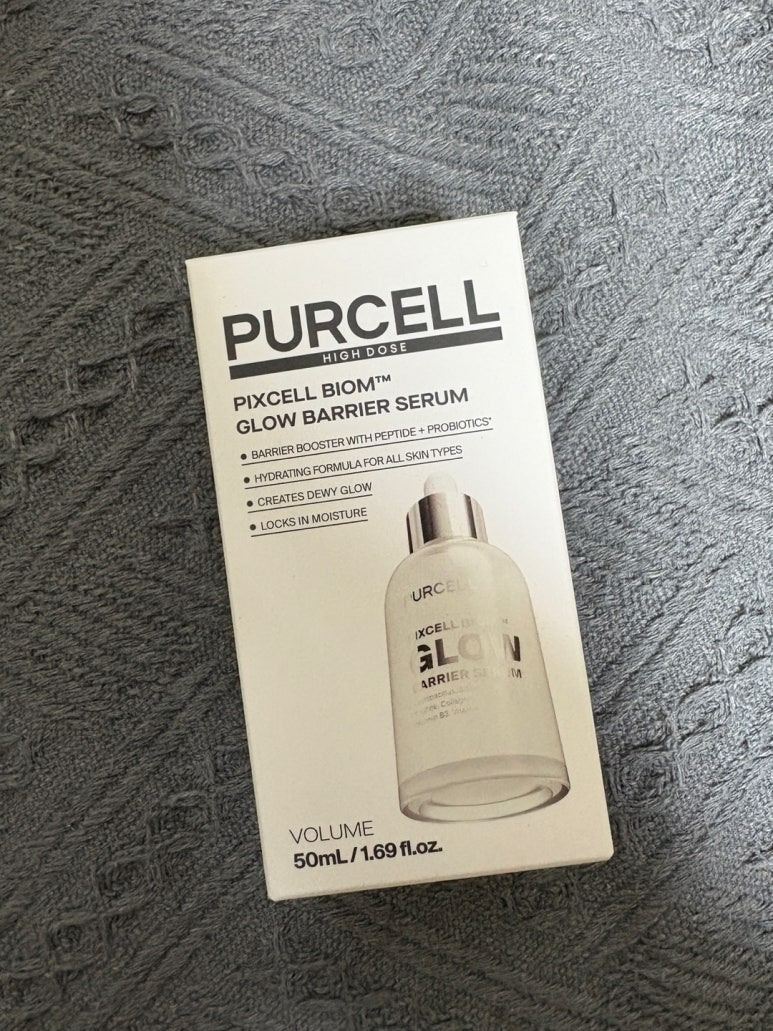 PURCELL
HIGH DOSE
PIXCELL BIOM™
GLOW BARRIER SERUM
• BARRIER BOOSTER WITH PEPTIDE + PROBIOTICS*
• HYDRATING FORMULA FOR ALL SKIN TYPES
• CREATES DEWY GLOW
• LOCKS IN MOISTURE
PURCELL
PIXCELL BIOM™
GLOW
BARRIER SERUM
VOLUME
50mL / 1.69 fl.oz.